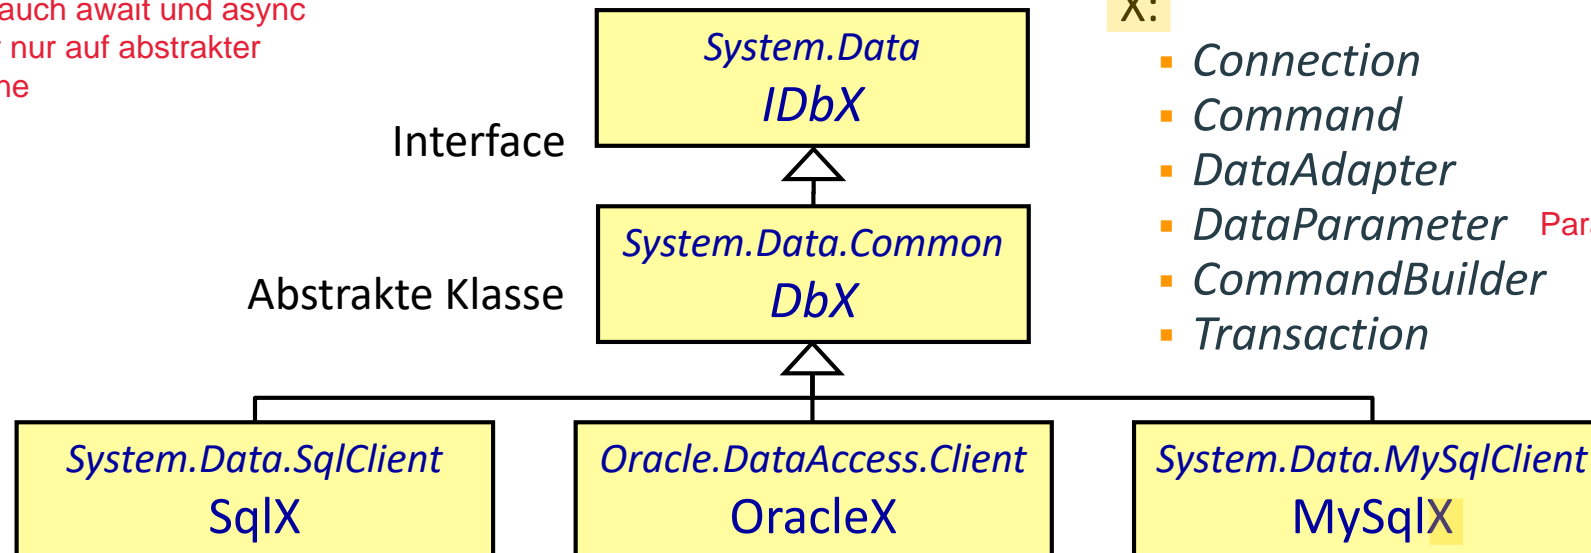 auch await und async
nur auf abstrakter
X:
System.Data
IDbX
Interface
System.Data.Common
DbX
Abstrakte Klasse
Connection
Command
DataAdapter
DataParameter
CommandBuilder
Transaction
System.Data.SqlClient
SqlX
Oracle.DataAccess.Client
OracleX
System.Data.MySqlClient
MySqlX